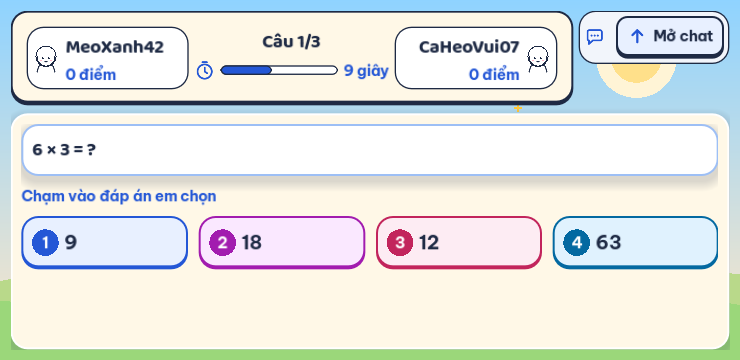 MeoXanh42
0 điểm
Câu 1/3
9 giây
CaHeoVui07
0 điểm
Mở chat
6 × 3 = ?
Chạm vào đáp án em chọn
1 9
2 18
3 12
4 63